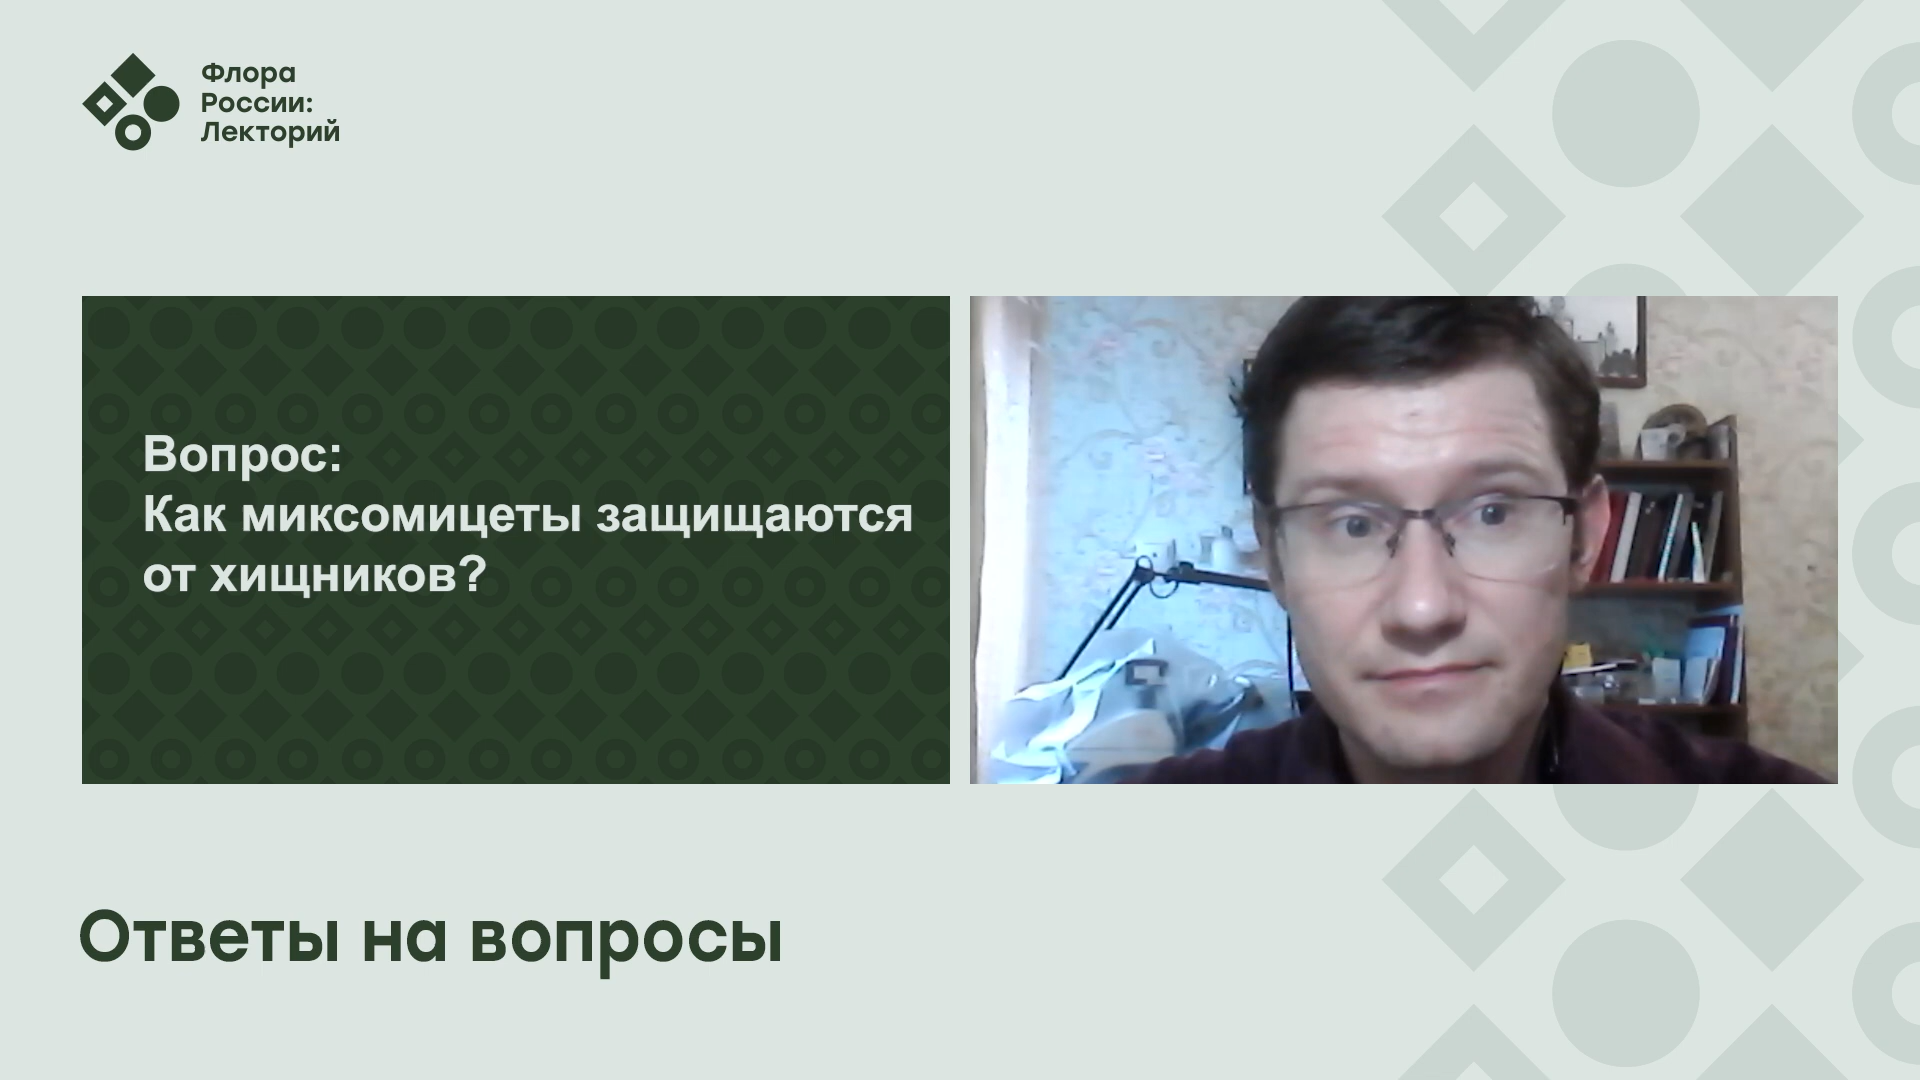 Флора
России:
Лекторий
Вопрос:
Как миксомицеты защищаются
от хищников?
Ответы на вопросы